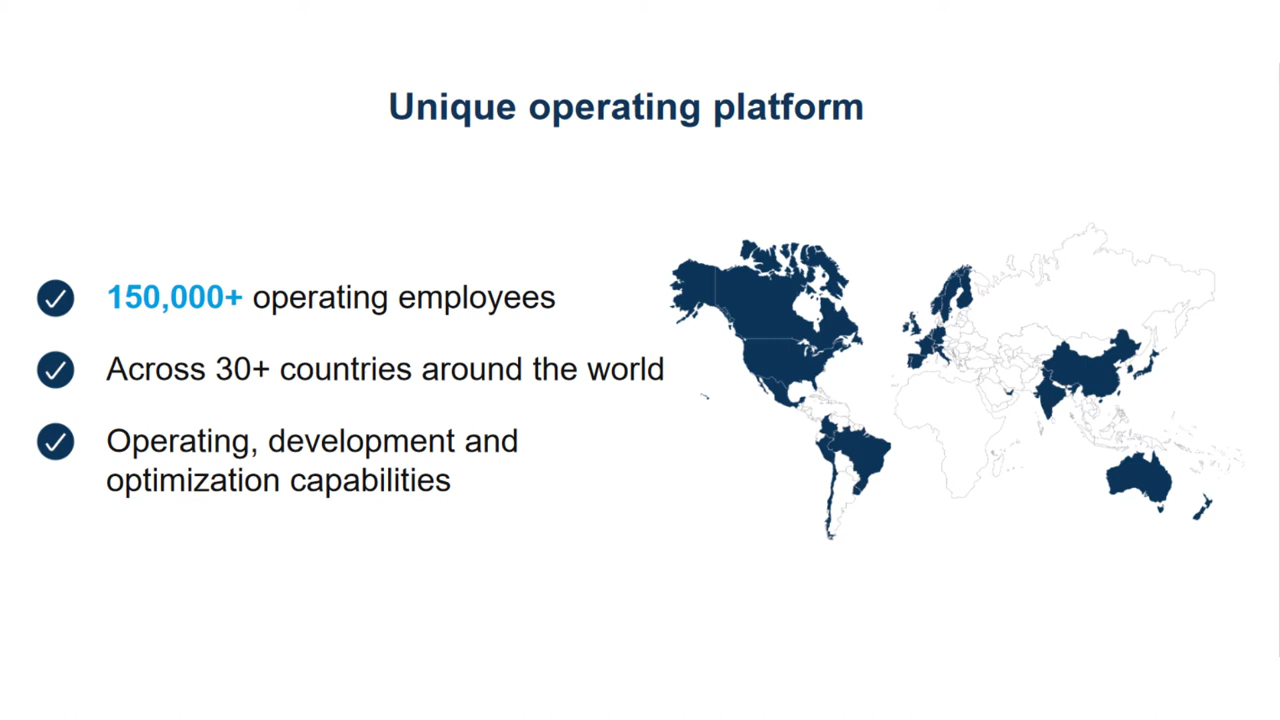 Unique operating platform
150,000+ operating employees
Across 30+ countries around the world
Operating, development and
optimization capabilities